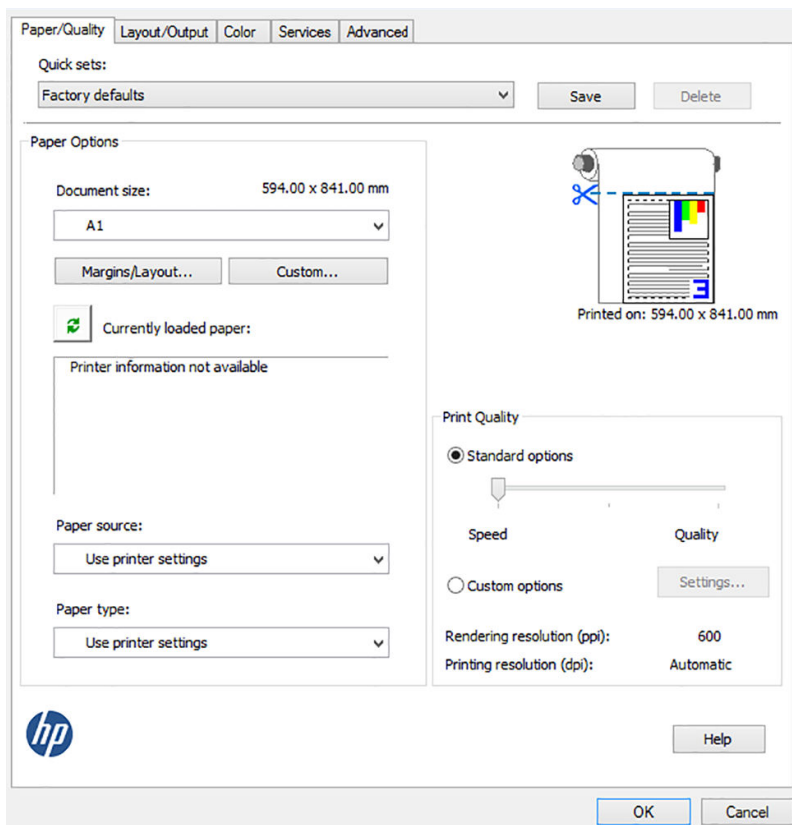 Paper/Quality Layout/Output Color Services Advanced
Quick sets:
Factory defaults Save Delete
Paper Options
Document size: 594.00 x 841.00 mm
A1
Margins/Layout... Custom...
Currently loaded paper:
Printer information not available
Paper source:
Use printer settings
Paper type:
Use printer settings
3
Printed on: 594.00 x 841.00 mm
Print Quality
Standard options
Speed Quality
Custom options Settings...
Rendering resolution (ppi): 600
Printing resolution (dpi): Automatic
hp
Help
OK Cancel